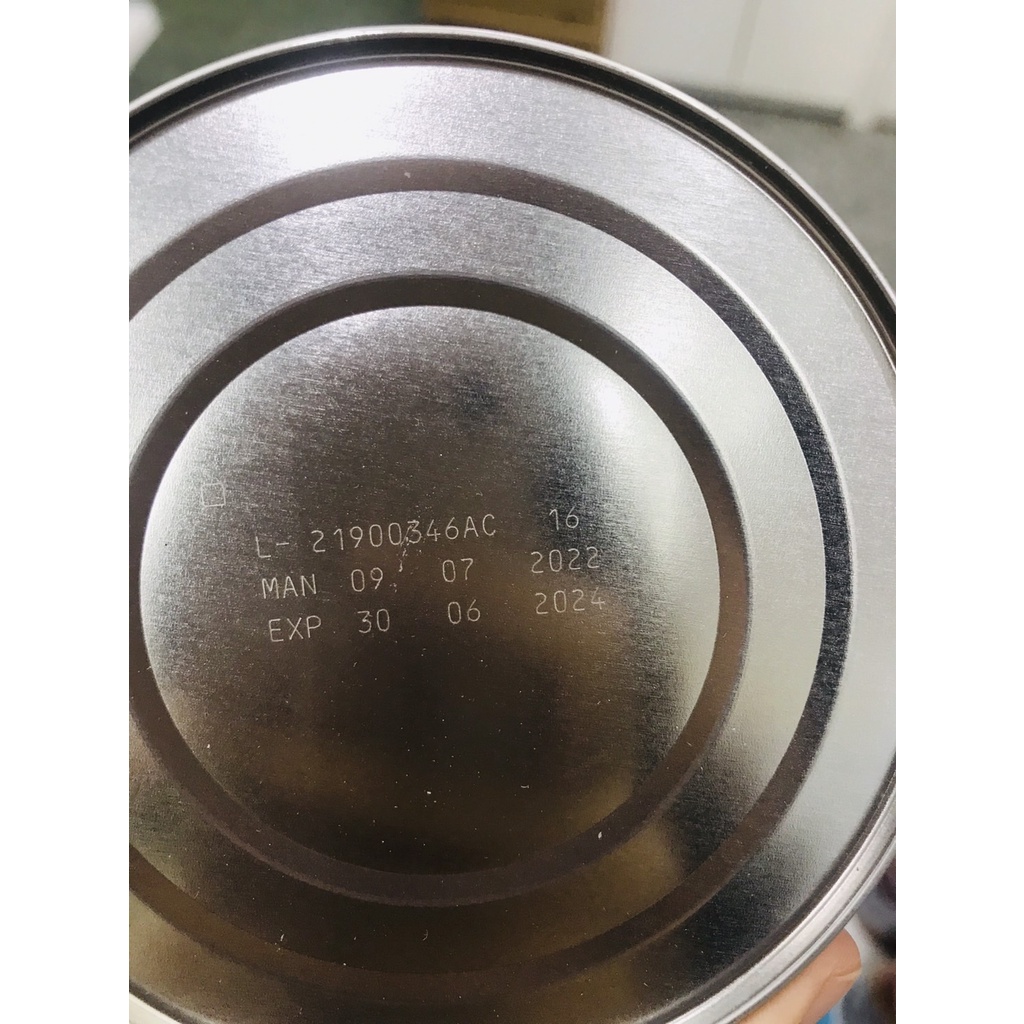 L- 21900346AC 16
MAN 09 07 2022
EXP 30 06 2024